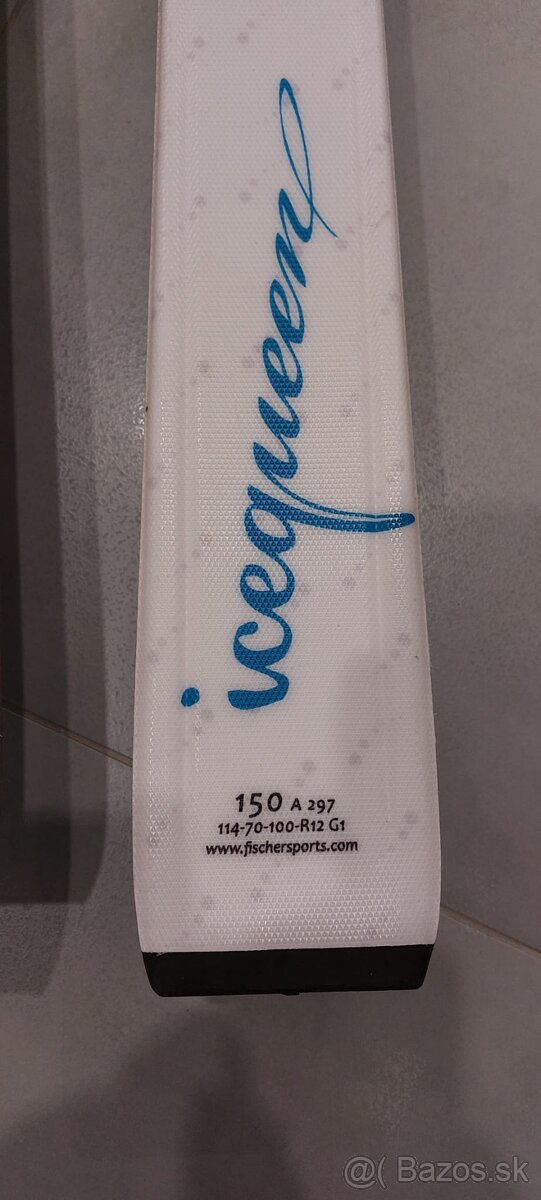 icequeen
150 A 297
114-70-100-R12 G1
www.fischersports.com
@( Bazos.sk